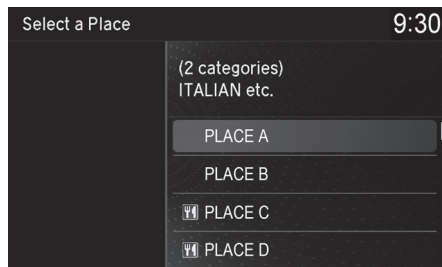 Select a Place
9:30
(2 categories)
ITALIAN etc.
PLACE A
PLACE B
PLACE C
PLACE D